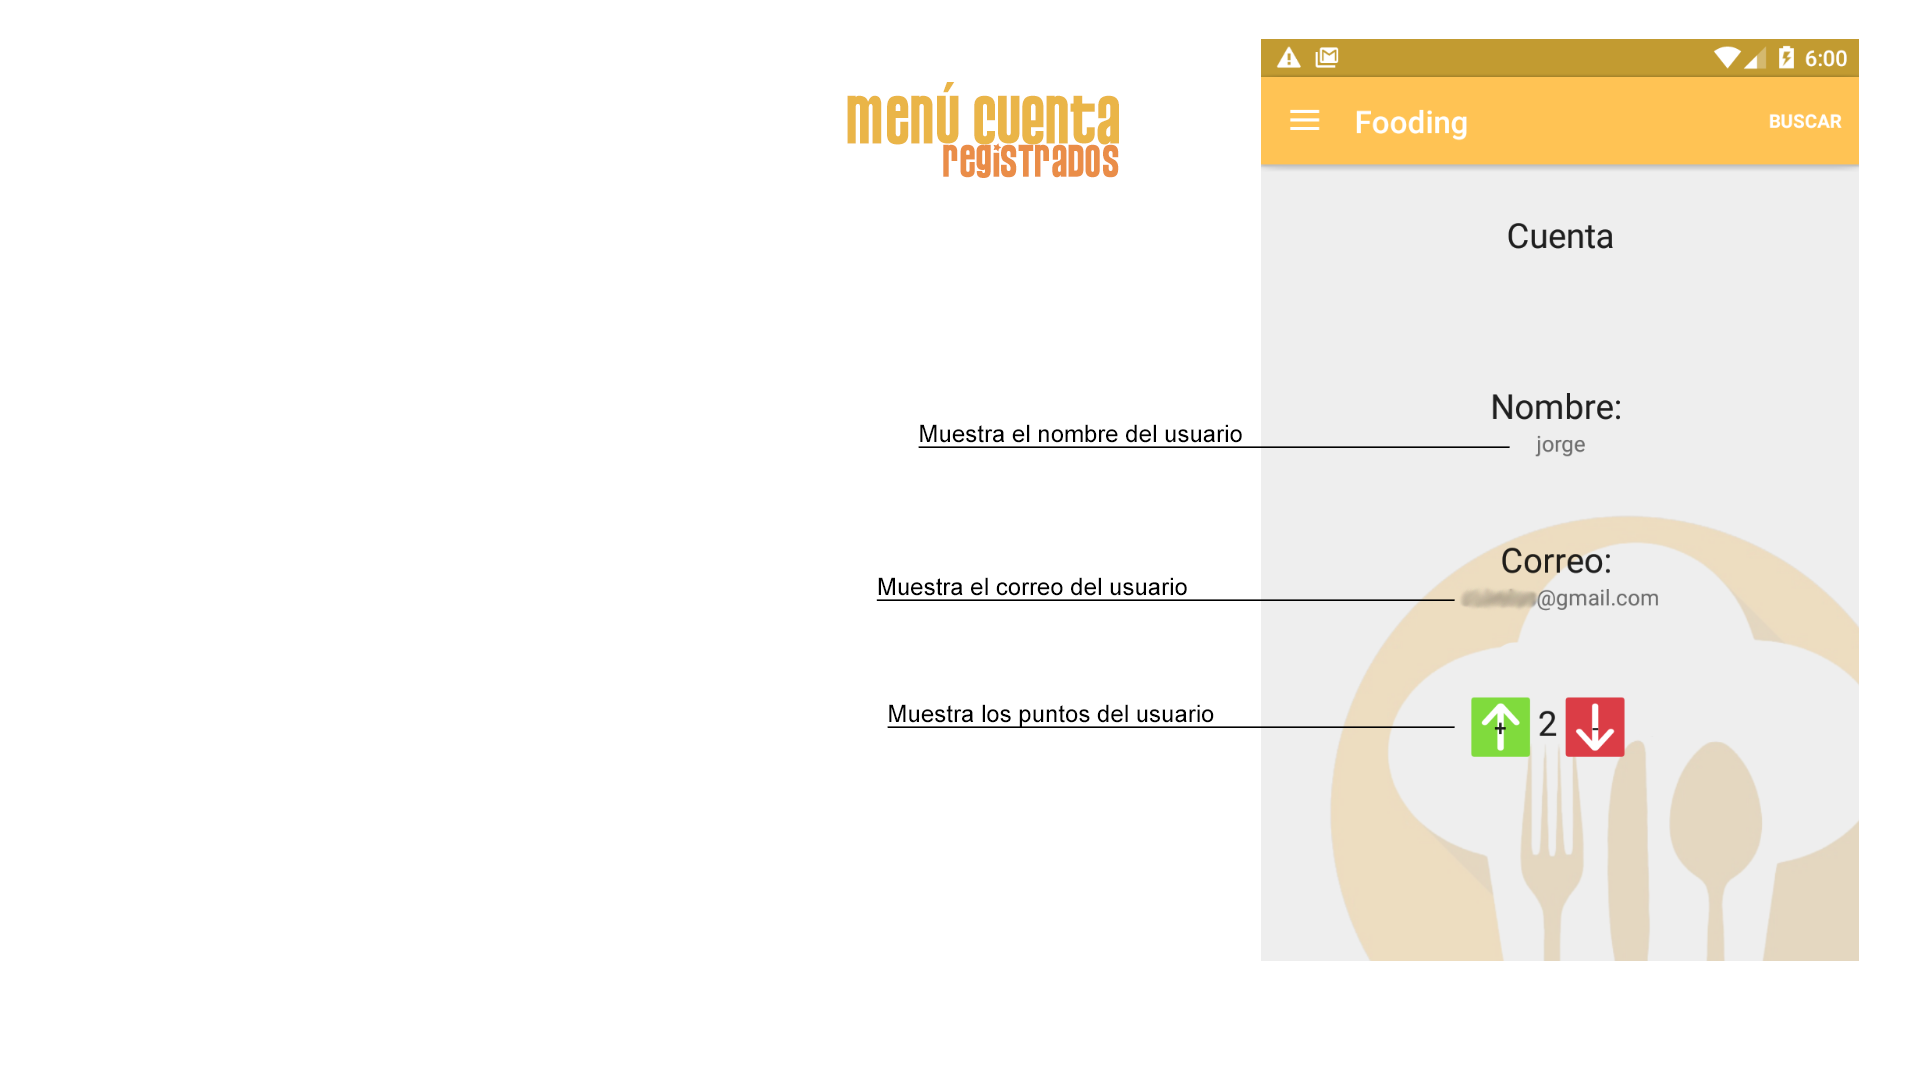 menú cuenta
registrados
6:00
Fooding
BUSCAR
Cuenta
Nombre:
Muestra el nombre del usuario
jorge
Correo:
Muestra el correo del usuario
@gmail.com
Muestra los puntos del usuario
+ 2 -